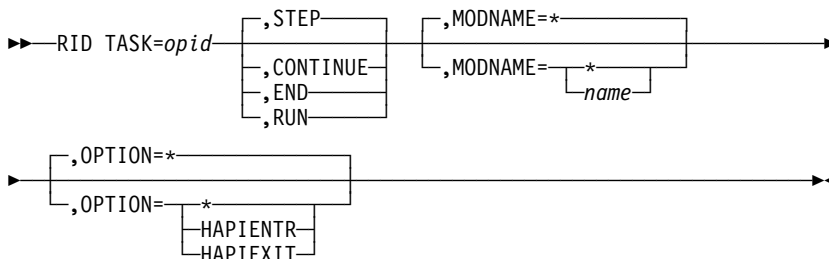 ,STEP ,MODNAME=*
RID TASK=opid
,CONTINUE ,MODNAME= *
,END name
,RUN
,OPTION=*
,OPTION= *
HAPIENTR
HAPIEXIT